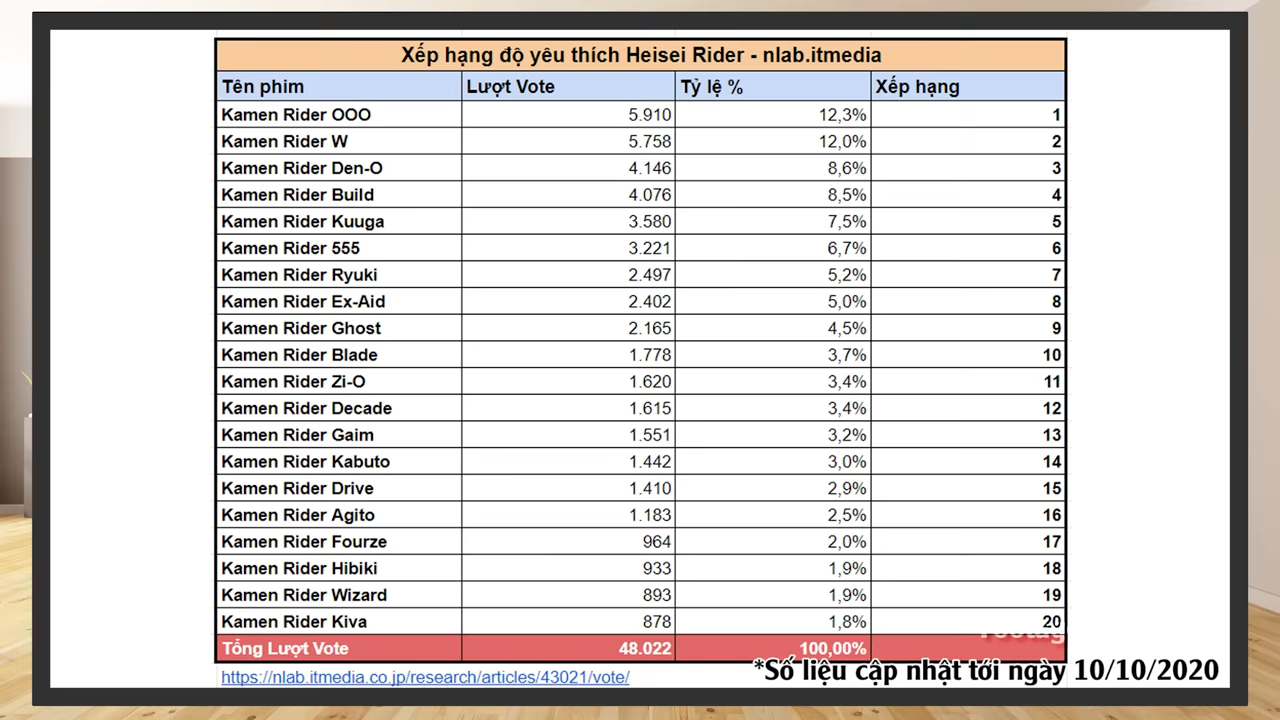 Xếp hạng độ yêu thích Heisei Rider - nlab.itmedia
Tên phim Lượt Vote Tỷ lệ % Xếp hạng
Kamen Rider OOO 5.910 12,3% 1
Kamen Rider W 5.758 12,0% 2
Kamen Rider Den-O 4.146 8,6% 3
Kamen Rider Build 4.076 8,5% 4
Kamen Rider Kuuga 3.580 7,5% 5
Kamen Rider 555 3.221 6,7% 6
Kamen Rider Ryuki 2.497 5,2% 7
Kamen Rider Ex-Aid 2.402 5,0% 8
Kamen Rider Ghost 2.165 4,5% 9
Kamen Rider Blade 1.778 3,7% 10
Kamen Rider Zi-O 1.620 3,4% 11
Kamen Rider Decade 1.615 3,4% 12
Kamen Rider Gaim 1.551 3,2% 13
Kamen Rider Kabuto 1.442 3,0% 14
Kamen Rider Drive 1.410 2,9% 15
Kamen Rider Agito 1.183 2,5% 16
Kamen Rider Fourze 964 2,0% 17
Kamen Rider Hibiki 933 1,9% 18
Kamen Rider Wizard 893 1,9% 19
Kamen Rider Kiva 878 1,8% 20
Tổng Lượt Vote 48.022 100,00%
https://nlab.itmedia.co.jp/research/articles/43021/vote/
*Số liệu cập nhật tới ngày 10/10/2020